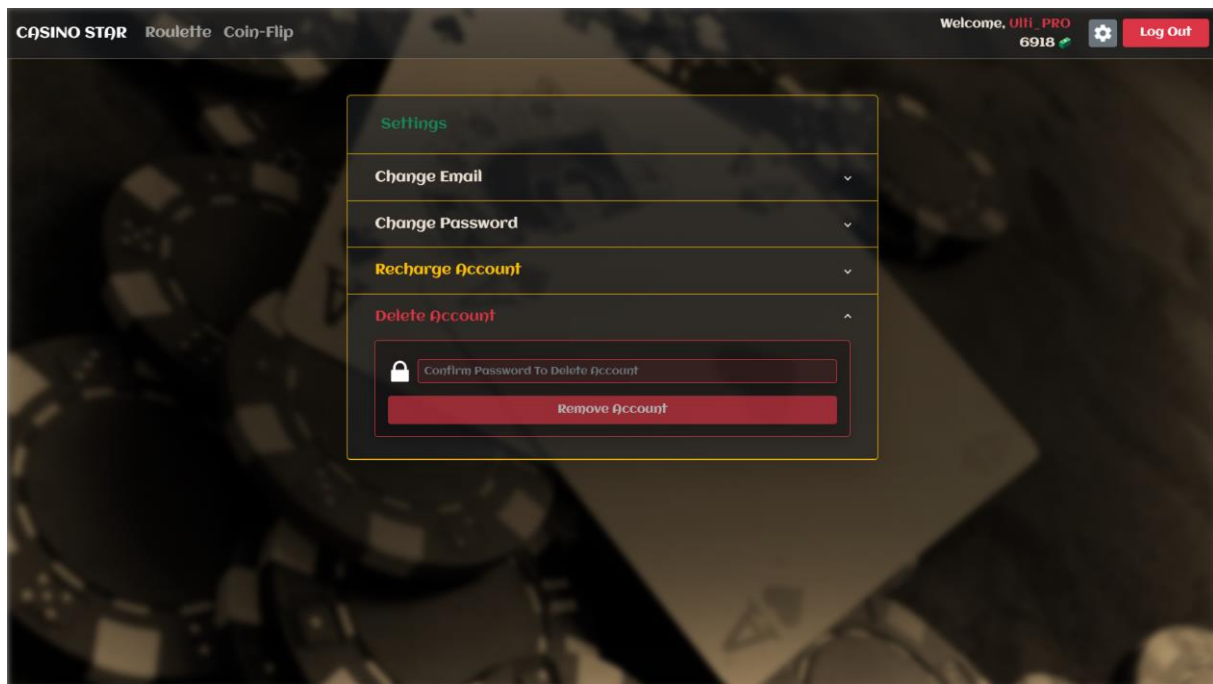 CASINO STAR Roulette Coin-Flip
Welcome, Ulti_PRO
6918
Log Out
Settings
Change Email
Change Password
Recharge Account
Delete Account
Confirm Password To Delete Account
Remove Account